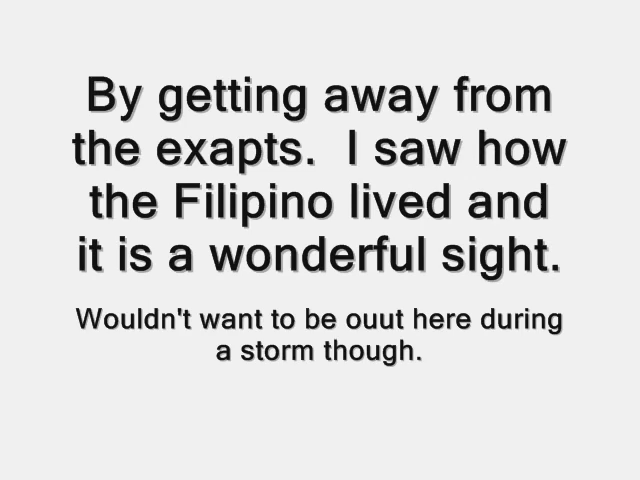 By getting away from
the exapts.  I saw how
the Filipino lived and
it is a wonderful sight.
Wouldn't want to be ouut here during
a storm though.